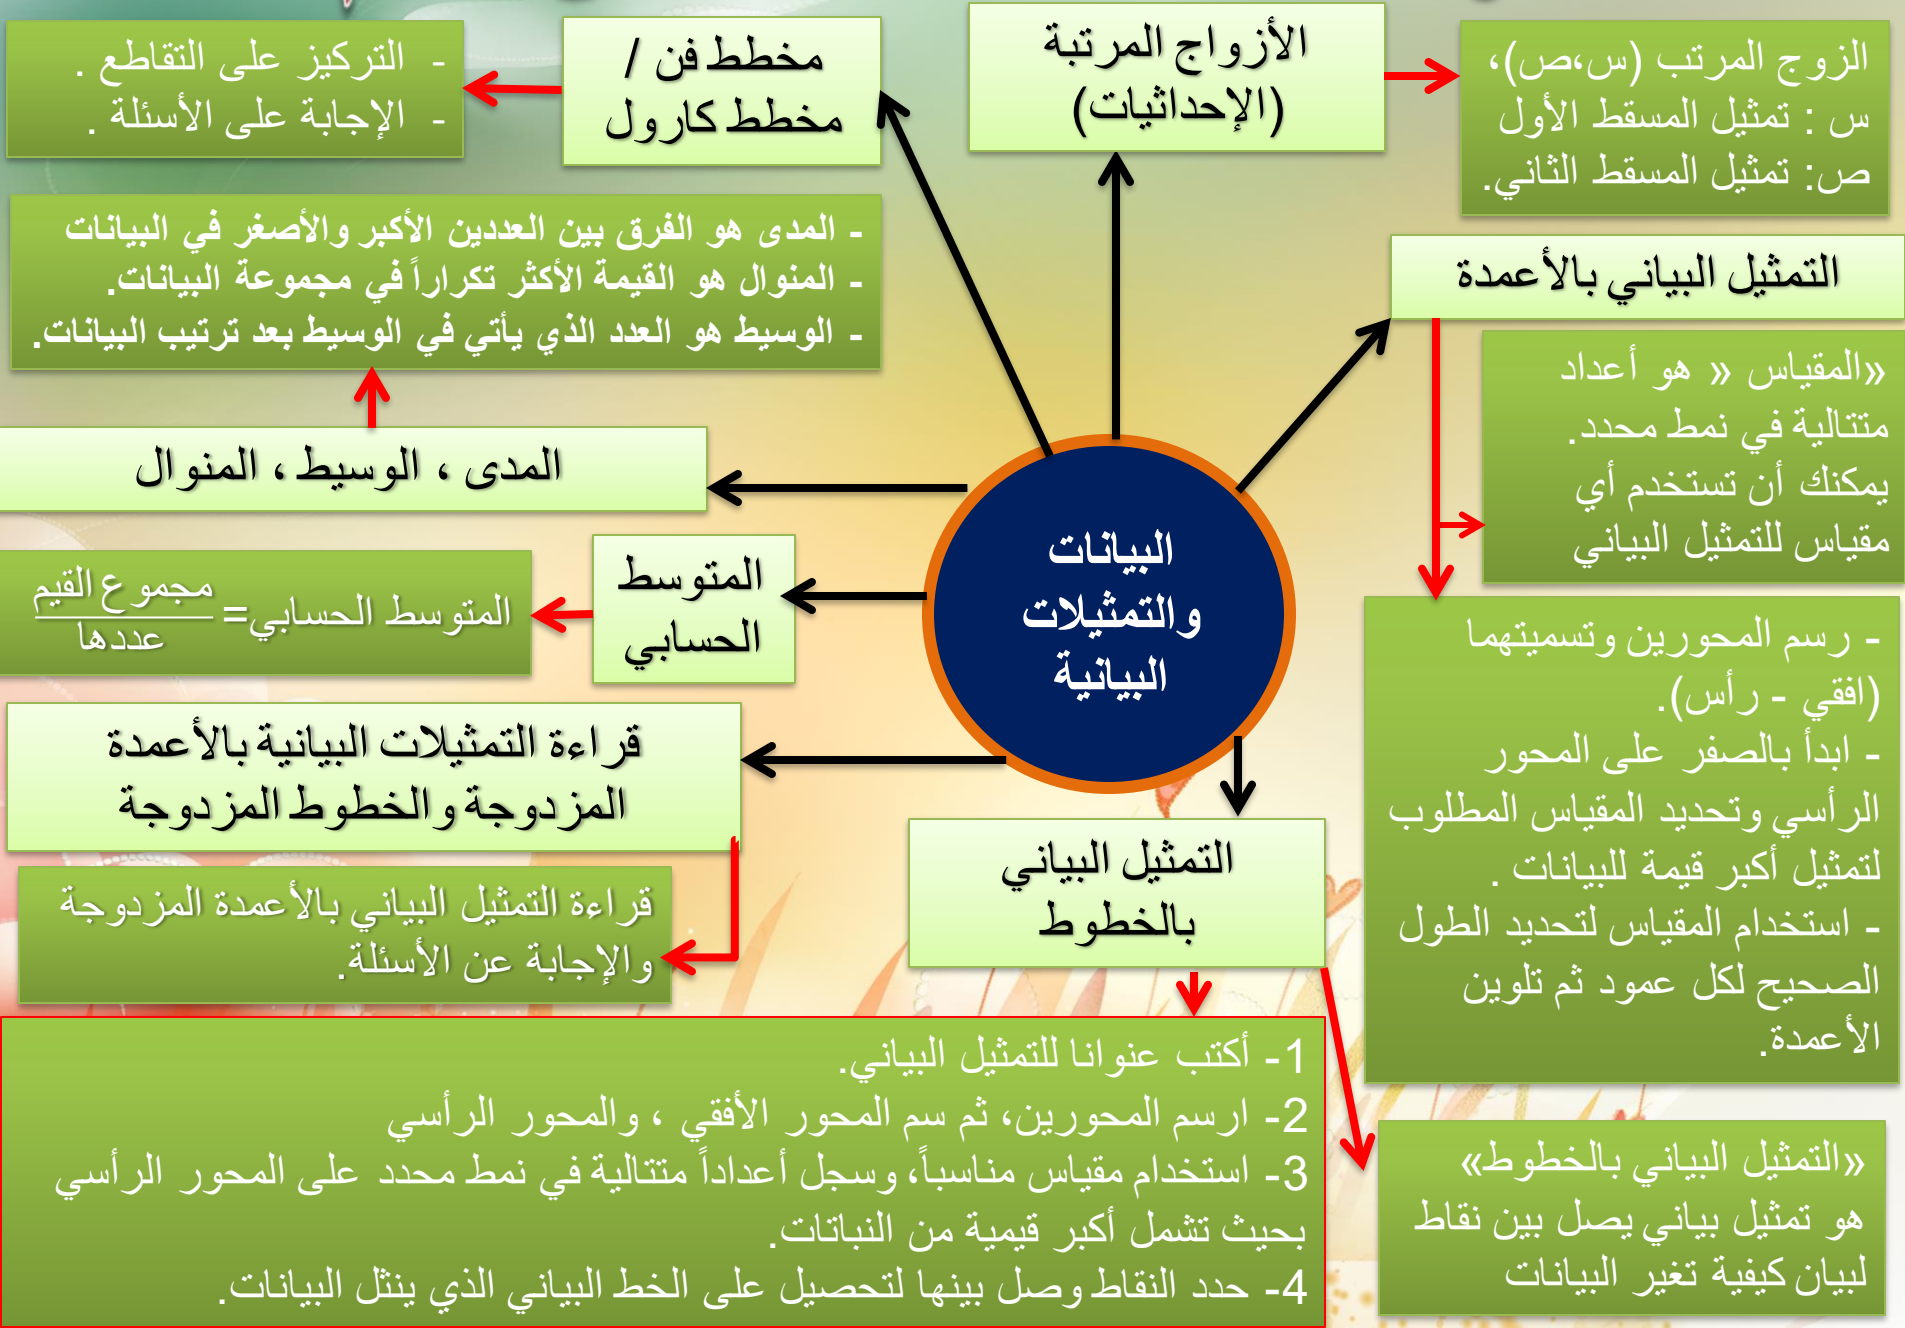 الأزواج المرتبة
(الإحداثيات)
الزوج المرتب (س،ص)،
س : تمثيل المسقط الأول
ص: تمثيل المسقط الثاني.
مخطط فن /
مخطط كارول
- التركيز على التقاطع .
- الإجابة على الأسئلة .
- المدى هو الفرق بين العددين الأكبر والأصغر في البيانات
- المنوال هو القيمة الأكثر تكراراً في مجموعة البيانات.
- الوسيط هو العدد الذي يأتي في الوسيط بعد ترتيب البيانات.
المدى ، الوسيط ، المنوال
التمثيل البياني بالأعمدة
«المقياس « هو أعداد
متتالية في نمط محدد.
يمكنك أن تستخدم أي
مقياس للتمثيل البياني
- رسم المحورين وتسميتهما
(افقي - رأس).
- ابدأ بالصفر على المحور
الرأسي وتحديد المقياس المطلوب
لتمثيل أكبر قيمة للبيانات .
- استخدام المقياس لتحديد الطول
الصحيح لكل عمود ثم تلوين
الأعمدة.
البيانات
والتمثيلات
البيانية
المتوسط
الحسابي
المتوسط الحسابي= مجموع القيم
عددها
قراءة التمثيلات البيانية بالأعمدة
المزدوجة والخطوط المزدوجة
قراءة التمثيل البياني بالأعمدة المزدوجة
والإجابة عن الأسئلة.
التمثيل البياني
بالخطوط
1- أكتب عنوانا للتمثيل البياني.
2- ارسم المحورين، ثم سم المحور الأفقي ، والمحور الرأسي
3- استخدام مقياس مناسباً، وسجل أعداداً متتالية في نمط محدد على المحور الرأسي
بحيث تشمل أكبر قيمية من النباتات.
4- حدد النقاط وصل بينها لتحصيل على الخط البياني الذي ينثل البيانات.
«التمثيل البياني بالخطوط»
هو تمثيل بياني يصل بين نقاط
لبيان كيفية تغير البيانات